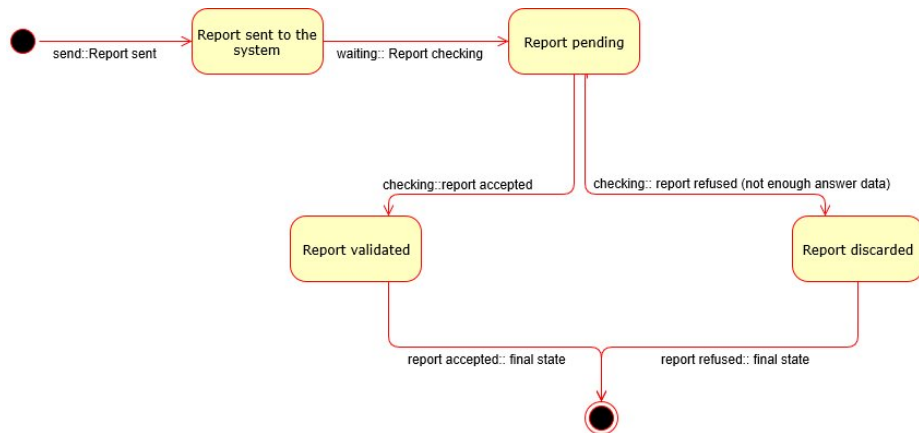 Report sent to the
system
Report pending
send::Report sent
waiting:: Report checking
checking::report accepted
checking:: report refused (not enough answer data)
Report validated
Report discarded
report accepted:: final state
report refused:: final state